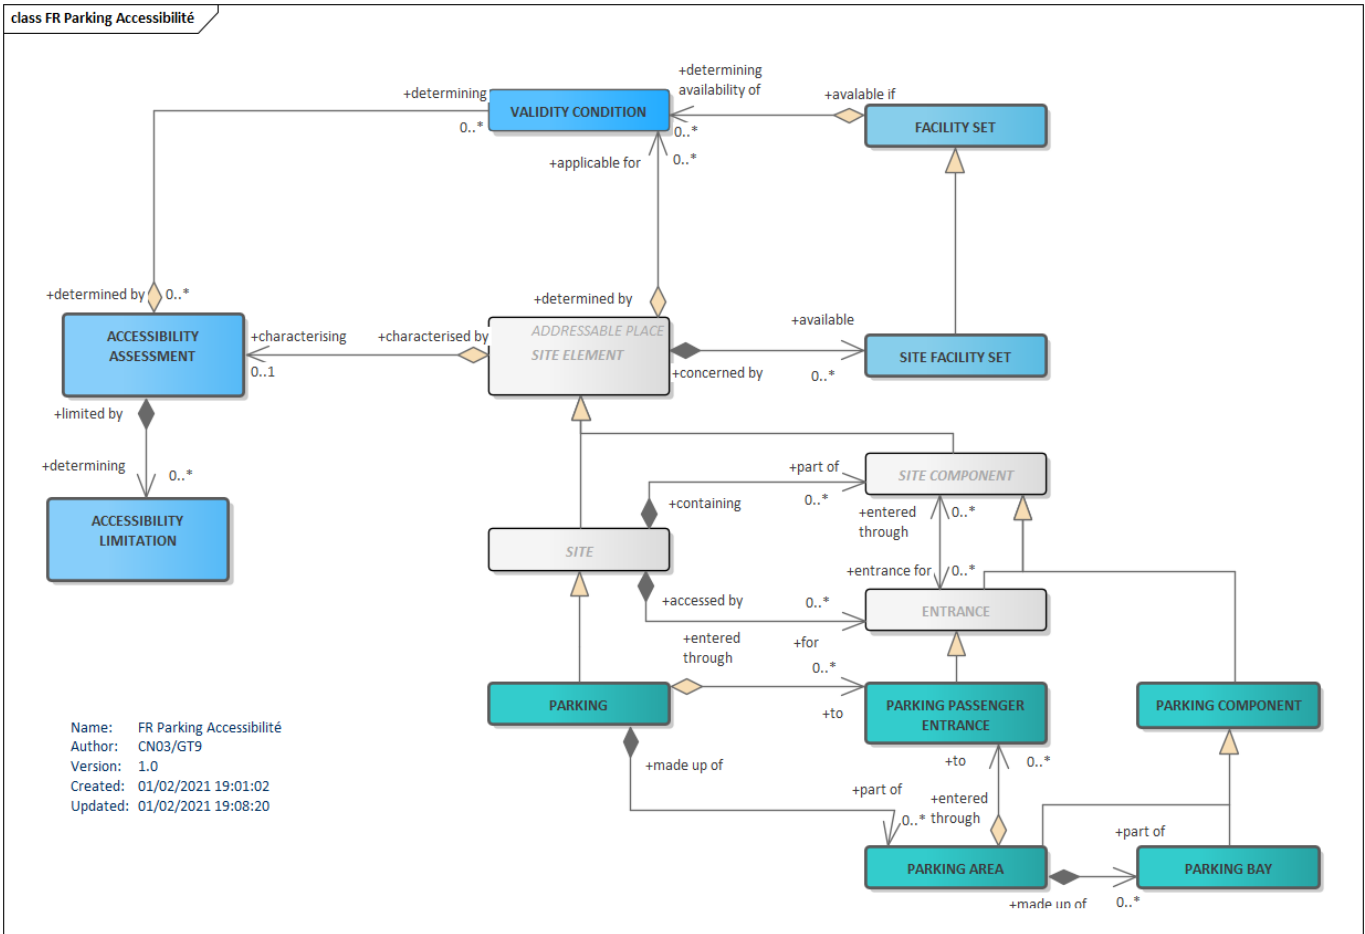 class FR Parking Accessibilité
+determining
availability of
+determining
+avalable if
VALIDITY CONDITION
FACILITY SET
0..*
0..*
+applicable for
0..*
+determined by
0..*
+determined by
ADDRESSABLE PLACE
SITE ELEMENT
ACCESSIBILITY
ASSESSMENT
+characterising
+characterised by
0..1
+available
SITE FACILITY SET
+concerned by
0..*
+limited by
+determining
0..*
ACCESSIBILITY
LIMITATION
+part of
SITE COMPONENT
+containing
0..*
+entered
through
0..*
SITE
+entrance for
0..*
+accessed by
0..*
ENTRANCE
+entered
through
+for
0..*
PARKING
PARKING PASSENGER
ENTRANCE
PARKING COMPONENT
+to
Name: FR Parking Accessibilité
Author: CN03/GT9
Version: 1.0
Created: 01/02/2021 19:01:02
Updated: 01/02/2021 19:08:20
+made up of
+to
0..*
+part of
+entered
through
0..*
+part of
PARKING AREA
PARKING BAY
+made up of
0..*